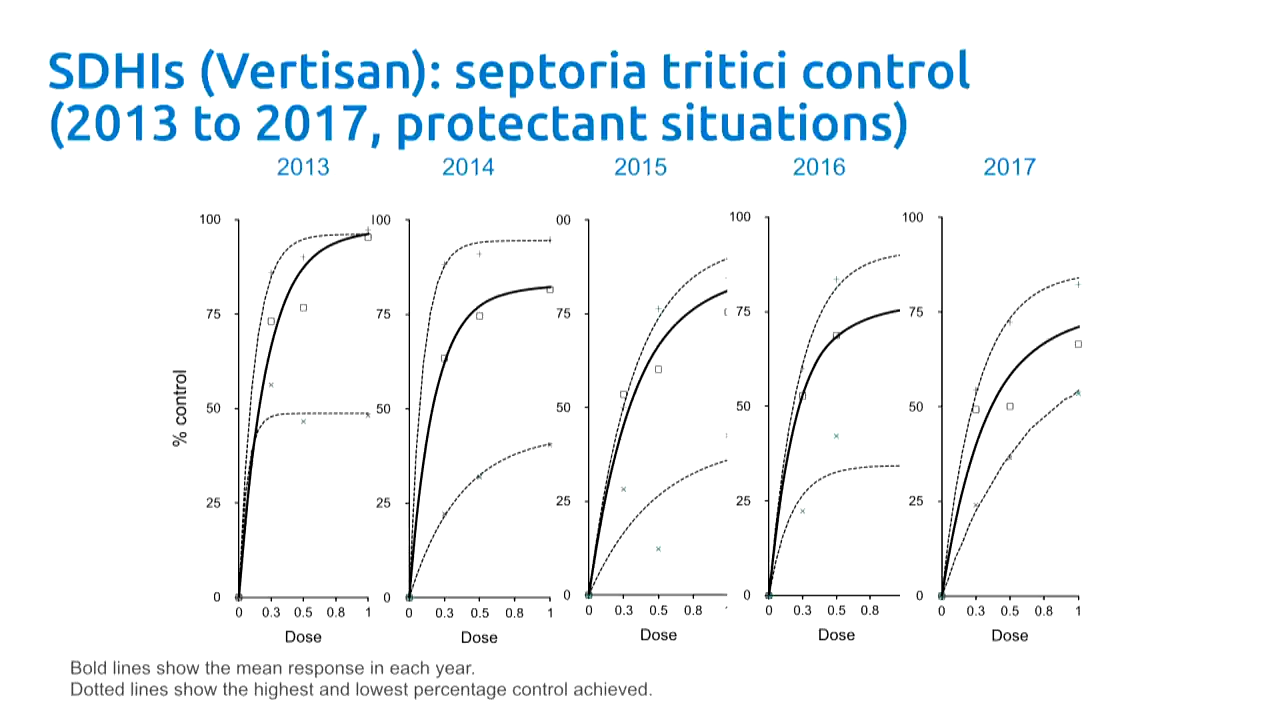 SDHIs (Vertisan): septoria tritici control
(2013 to 2017, protectant situations)
2013 2014 2015 2016 2017
% control
100
75
50
25
0
0 0.3 0.5 0.8 1
Dose
100
75
50
25
0
0 0.3 0.5 0.8 1
Dose
00
75
50
25
0
0 0.3 0.5 0.8
Dose
100
75
50
25
0
0 0.3 0.5 0.8
Dose
100
75
50
25
0
0 0.3 0.5 0.8 1
Dose
Bold lines show the mean response in each year.
Dotted lines show the highest and lowest percentage control achieved.